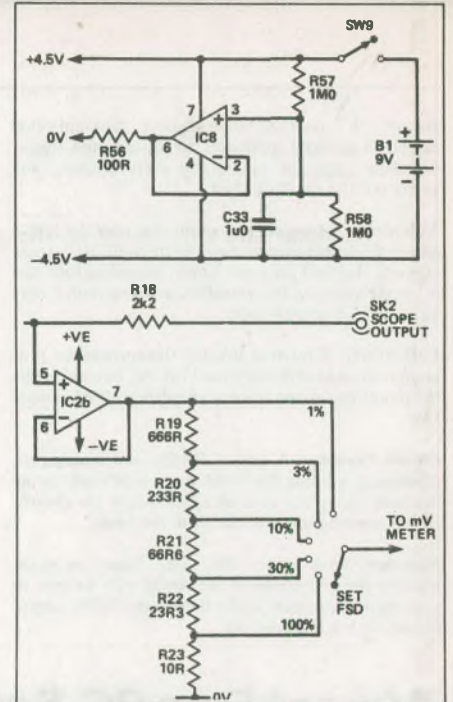 SW9
+4.5V
R57
1M0
7
3
+
0V
6
IC8
R56
100R
4
2
−
+
B1
9V
−
C33
1u0
R58
1M0
−4.5V
R18
2k2
SK2
SCOPE
OUTPUT
+VE
5
+
7
IC2b
6
−
−VE
1%
R19
666R
3%
R20
233R
10%
TO mV
METER
R21
66R6
30%
SET
FSD
R22
23R3
100%
R23
10R
0V